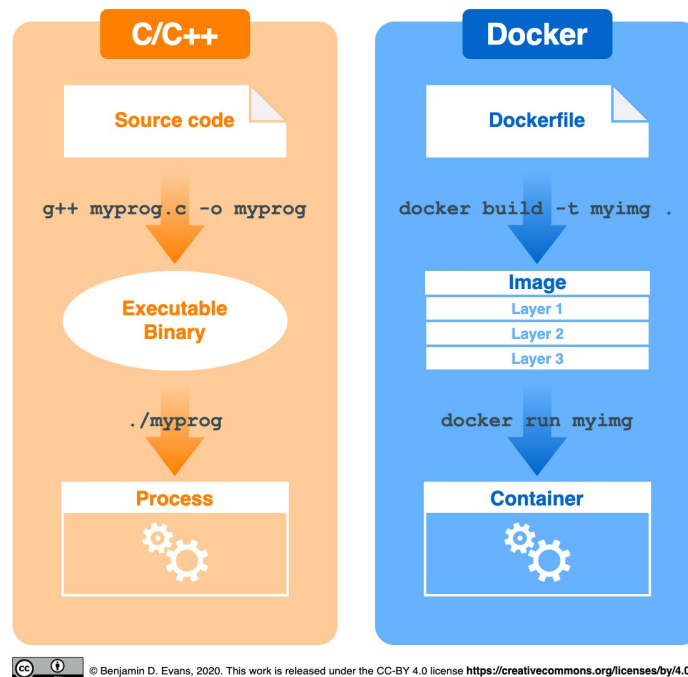 C/C++
Source code
g++ myprog.c -o myprog
Executable
Binary
./myprog
Process
Docker
Dockerfile
docker build -t myimg .
Image
Layer 1
Layer 2
Layer 3
docker run myimg
Container
cc
© Benjamin D. Evans, 2020. This work is released under the CC-BY 4.0 license https://creativecommons.org/licenses/by/4.0